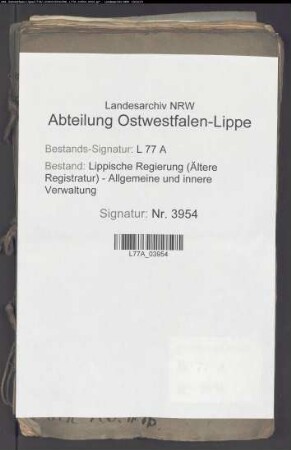 Landesarchiv NRW
Abteilung Ostwestfalen-Lippe
Bestands-Signatur: L 77 A
Bestand: Lippische Regierung (Ältere
Registratur) - Allgemeine und innere
Verwaltung
Signatur: Nr. 3954
L77A_03954